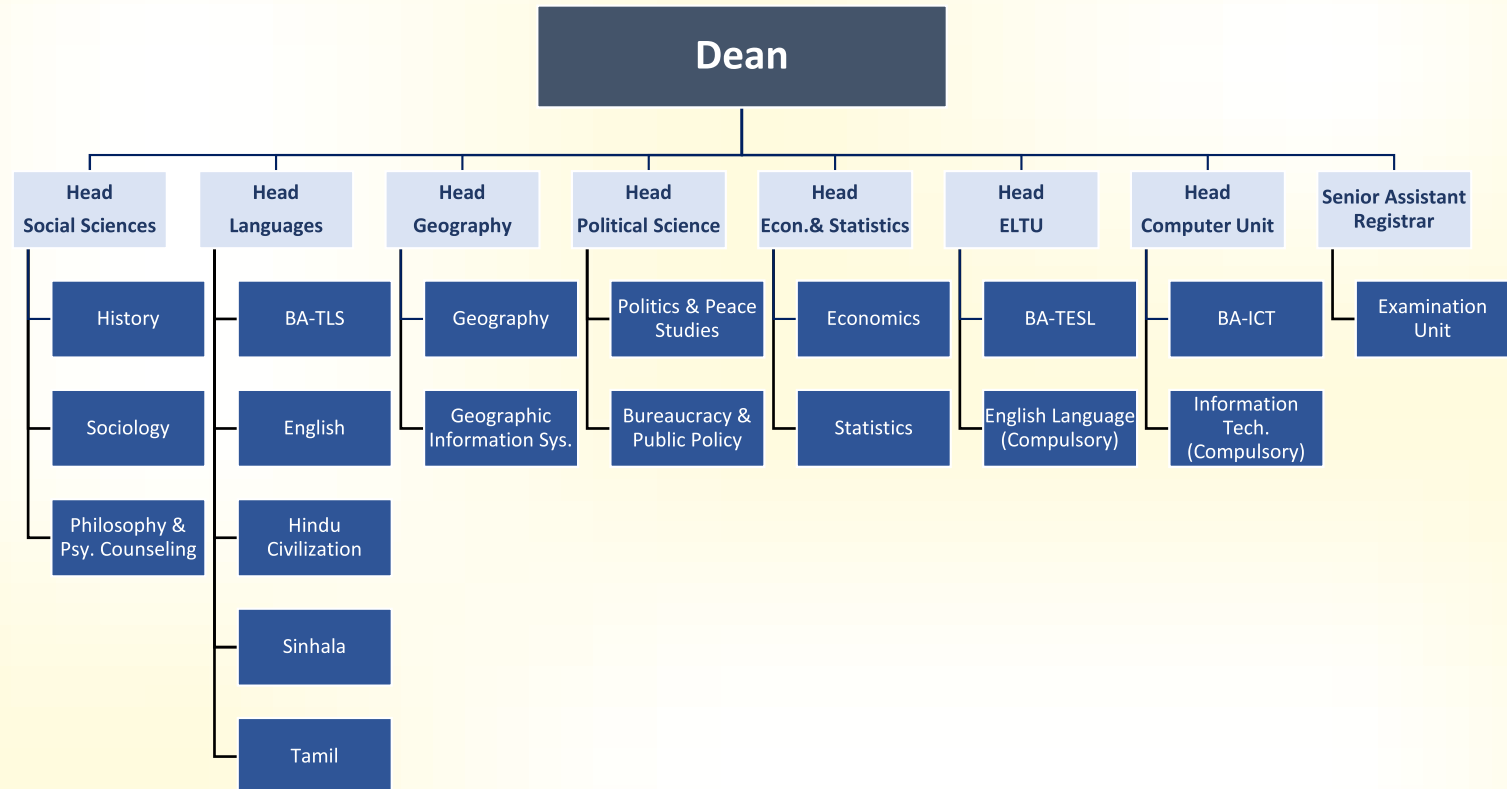 Dean
Head
Social Sciences
Head
Languages
Head
Geography
Head
Political Science
Head
Econ.& Statistics
Head
ELTU
Head
Computer Unit
Senior Assistant
Registrar
History
Sociology
Philosophy &
Psy. Counseling
BA-TLS
English
Hindu
Civilization
Sinhala
Tamil
Geography
Geographic
Information Sys.
Politics & Peace
Studies
Bureaucracy &
Public Policy
Economics
Statistics
BA-TESL
English Language
(Compulsory)
BA-ICT
Information
Tech.
(Compulsory)
Examination
Unit